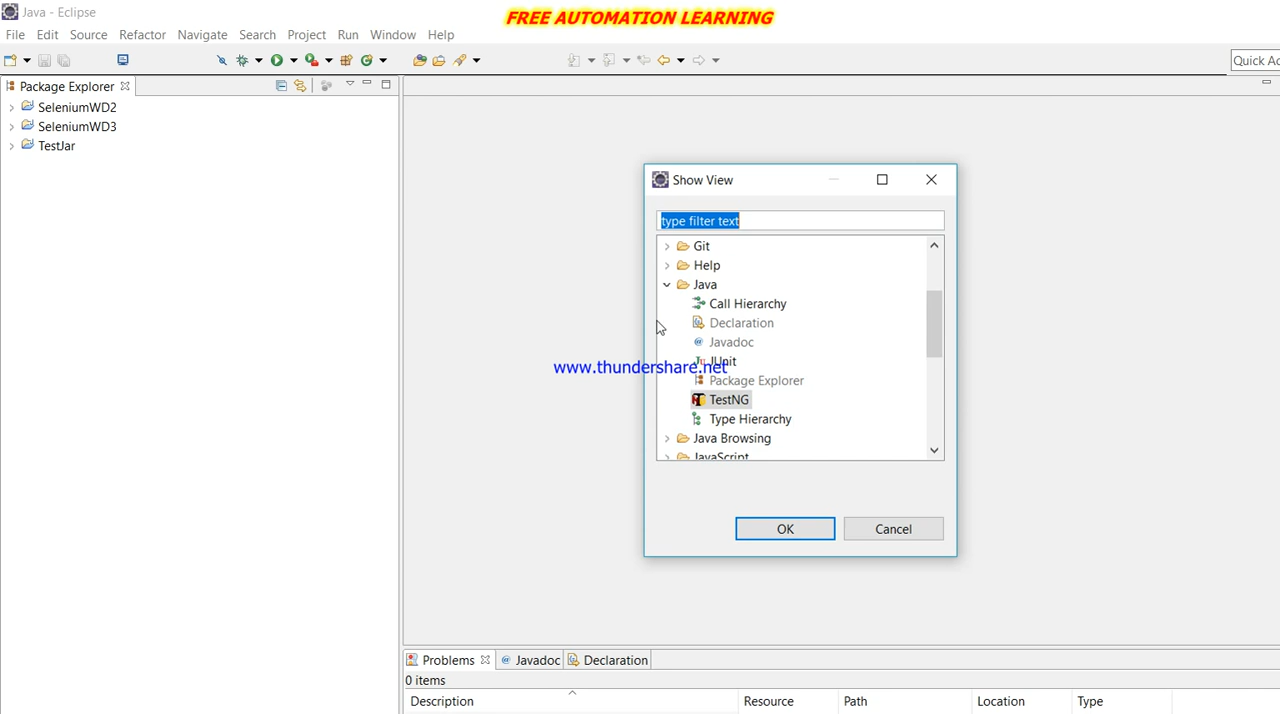 Java - Eclipse
FREE AUTOMATION LEARNING
File Edit Source Refactor Navigate Search Project Run Window Help
Quick Ac
Package Explorer
SeleniumWD2
SeleniumWD3
TestJar
Show View
type filter text
Git
Help
Java
Call Hierarchy
Declaration
Javadoc
JUnit
www.thundershare.net
Package Explorer
TestNG
Type Hierarchy
Java Browsing
JavaScript
OK Cancel
Problems Javadoc Declaration
0 items
Description Resource Path Location Type